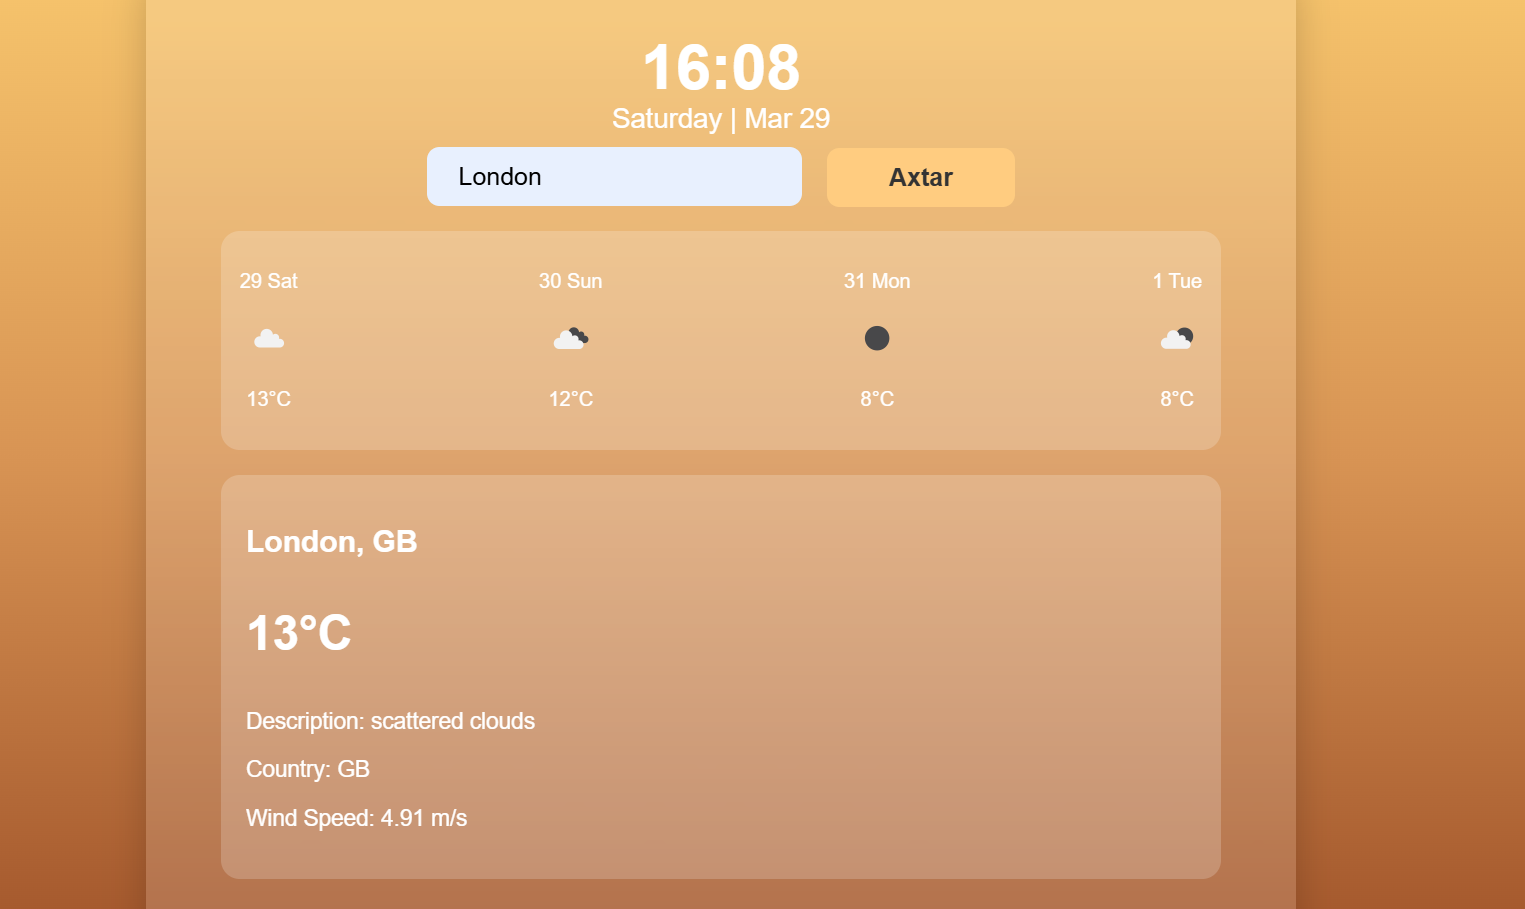 16:08
Saturday | Mar 29
London
Axtar
29 Sat
30 Sun
31 Mon
1 Tue
13°C
12°C
8°C
8°C
London, GB
13°C
Description: scattered clouds
Country: GB
Wind Speed: 4.91 m/s